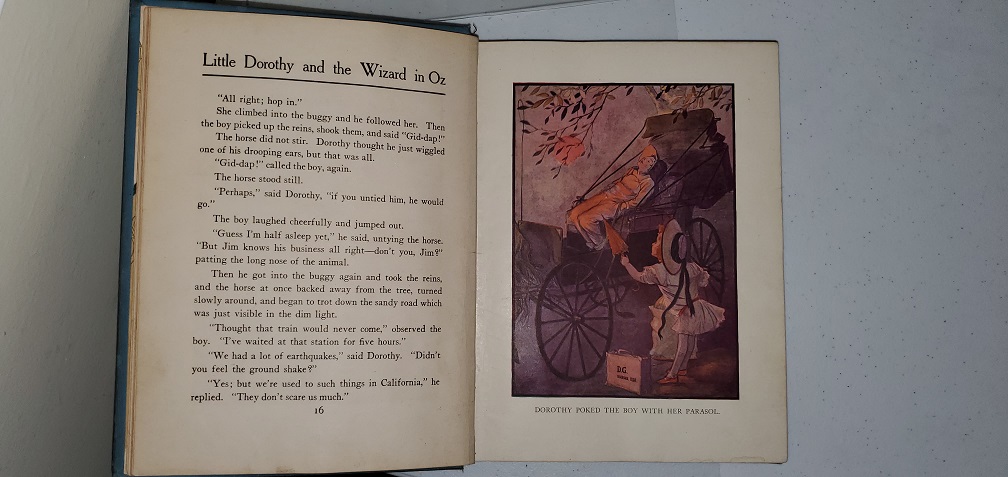 Little Dorothy and the Wizard in Oz
"All right; hop in."
She climbed into the buggy and he followed her. Then
the boy picked up the reins, shook them, and said "Gid-dap!"
The horse did not stir. Dorothy thought he just wiggled
one of his drooping ears, but that was all.
"Gid-dap!" called the boy, again.
The horse stood still.
"Perhaps," said Dorothy, "if you untied him, he would
go."
The boy laughed cheerfully and jumped out.
"Guess I'm half asleep yet," he said, untying the horse.
"But Jim knows his business all right—don't you, Jim?"
patting the long nose of the animal.
Then he got into the buggy again and took the reins,
and the horse at once backed away from the tree, turned
slowly around, and began to trot down the sandy road which
was just visible in the dim light.
"Thought that train would never come," observed the
boy. "I've waited at that station for five hours."
"We had a lot of earthquakes," said Dorothy. "Didn't
you feel the ground shake?"
"Yes; but we're used to such things in California," he
replied. "They don't scare us much."
16
D.G.
DOROTHY POKED THE BOY WITH HER PARASOL.